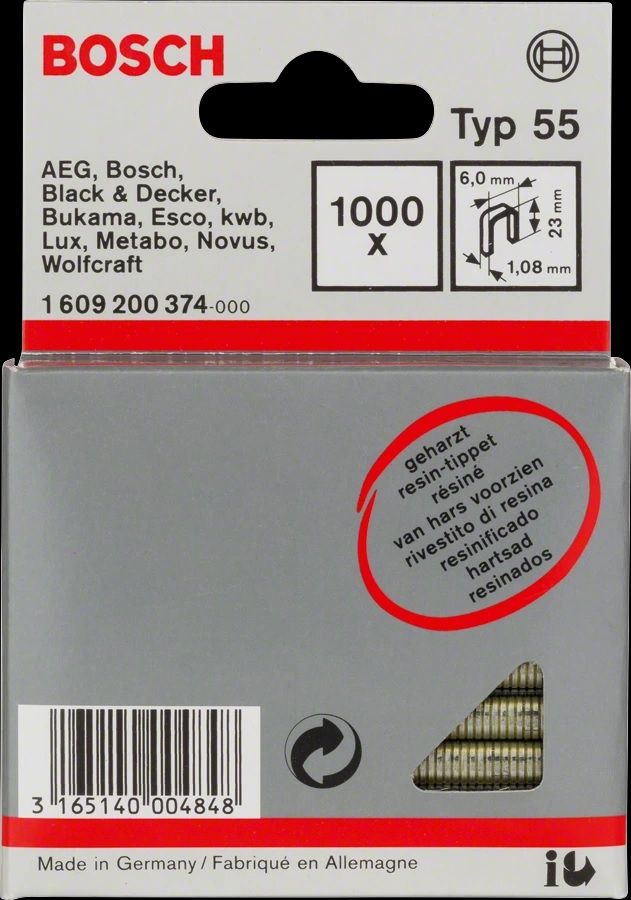 BOSCH
Typ 55
AEG, Bosch,
Black & Decker,
Bukama, Esco, kwb,
Lux, Metabo, Novus,
Wolfcraft
1 609 200 374-000
1000
x
6,0 mm
23 mm
1,08 mm
geharzt
resin-tippet
résiné
van hars voorzien
rivestito di resina
resinificado
hartsad
resinados
3 165140 004848
Made in Germany / Fabriqué en Allemagne